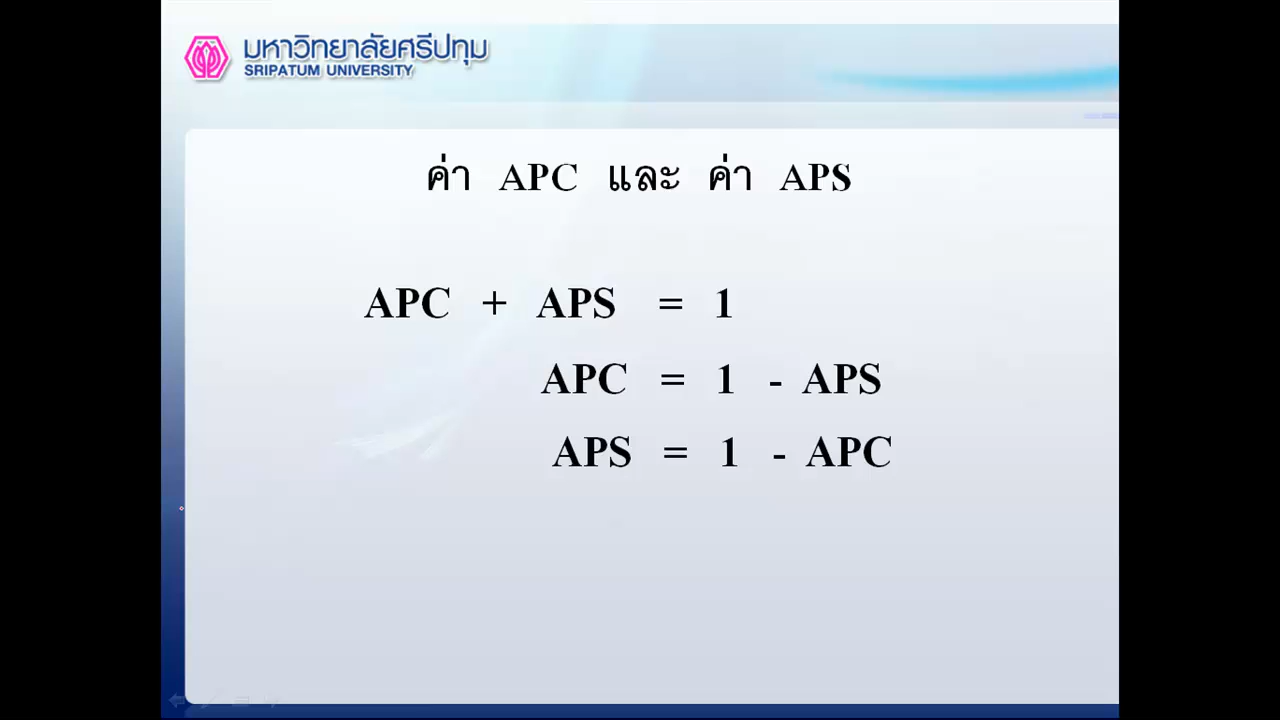 มหาวิทยาลัยศรีปทุม
SRIPATUM UNIVERSITY
ค่า APC และ ค่า APS
APC + APS = 1
APC = 1 - APS
APS = 1 - APC